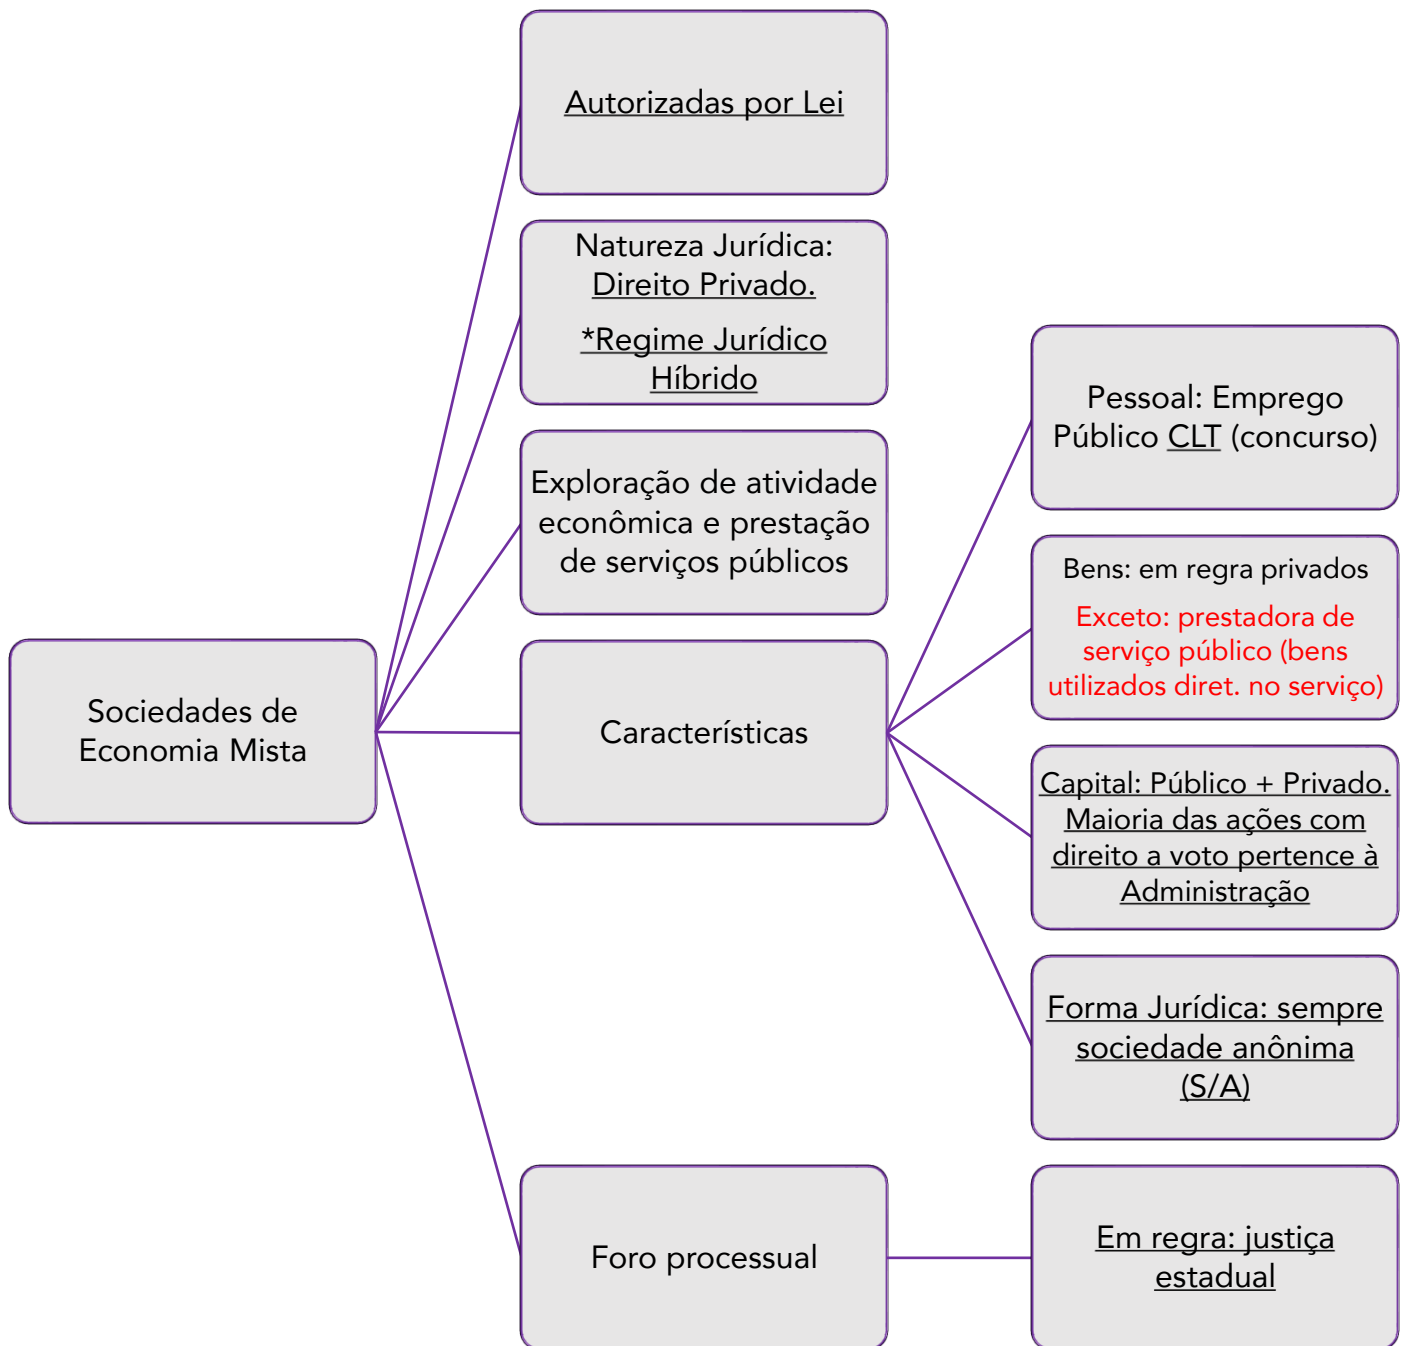 Autorizadas por Lei
Natureza Jurídica:
Direito Privado.
*Regime Jurídico
Híbrido
Exploração de atividade
econômica e prestação
de serviços públicos
Sociedades de
Economia Mista
Características
Pessoal: Emprego
Público CLT (concurso)
Bens: em regra privados
Exceto: prestadora de
serviço público (bens
utilizados diret. no serviço)
Capital: Público + Privado.
Maioria das ações com
direito a voto pertence à
Administração
Forma Jurídica: sempre
sociedade anônima
(S/A)
Foro processual
Em regra: justiça
estadual